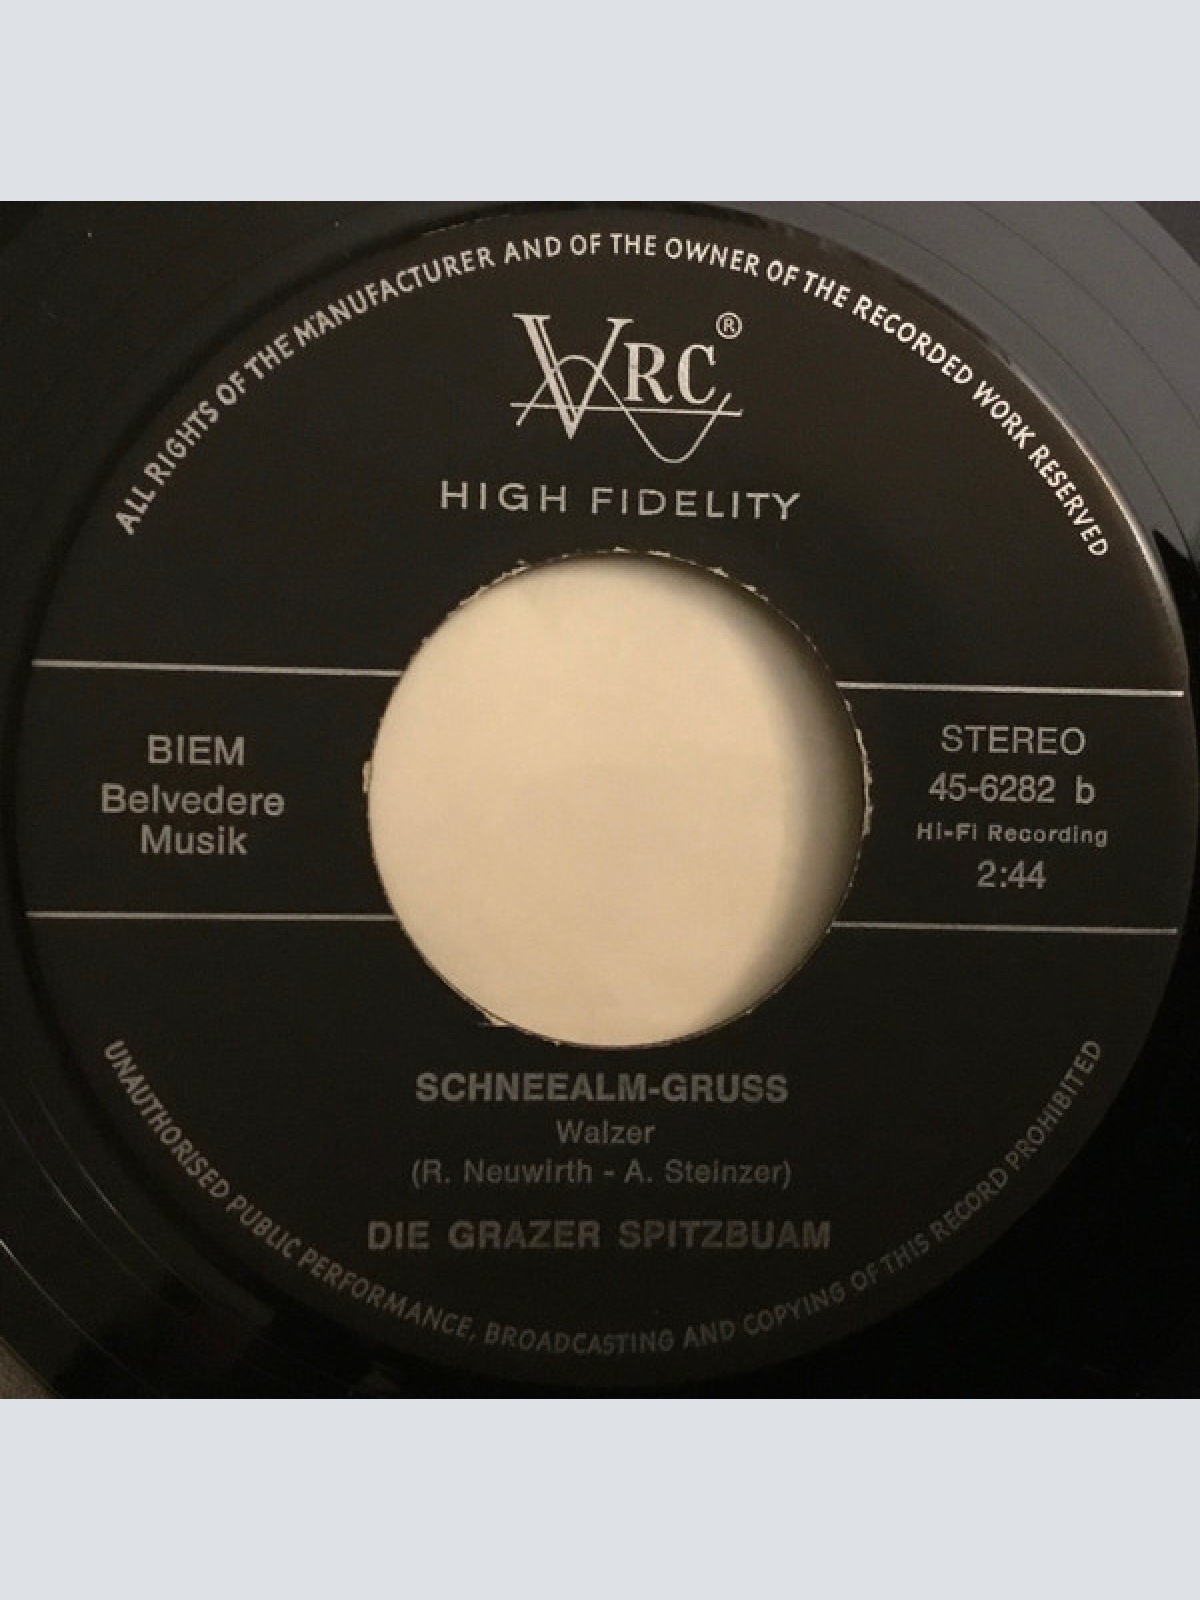 ALL RIGHTS OF THE MANUFACTURER AND OF THE OWNER OF THE RECORDED WORK RESERVED
VRC®
HIGH FIDELITY
BIEM
Belvedere
Musik
STEREO
45-6282 b
Hi-Fi Recording
2:44
SCHNEEALM-GRUSS
Walzer
(R. Neuwirth - A. Steinzer)
DIE GRAZER SPITZBUAM
UNAUTHORISED PUBLIC PERFORMANCE, BROADCASTING AND COPYING OF THIS RECORD PROHIBITED